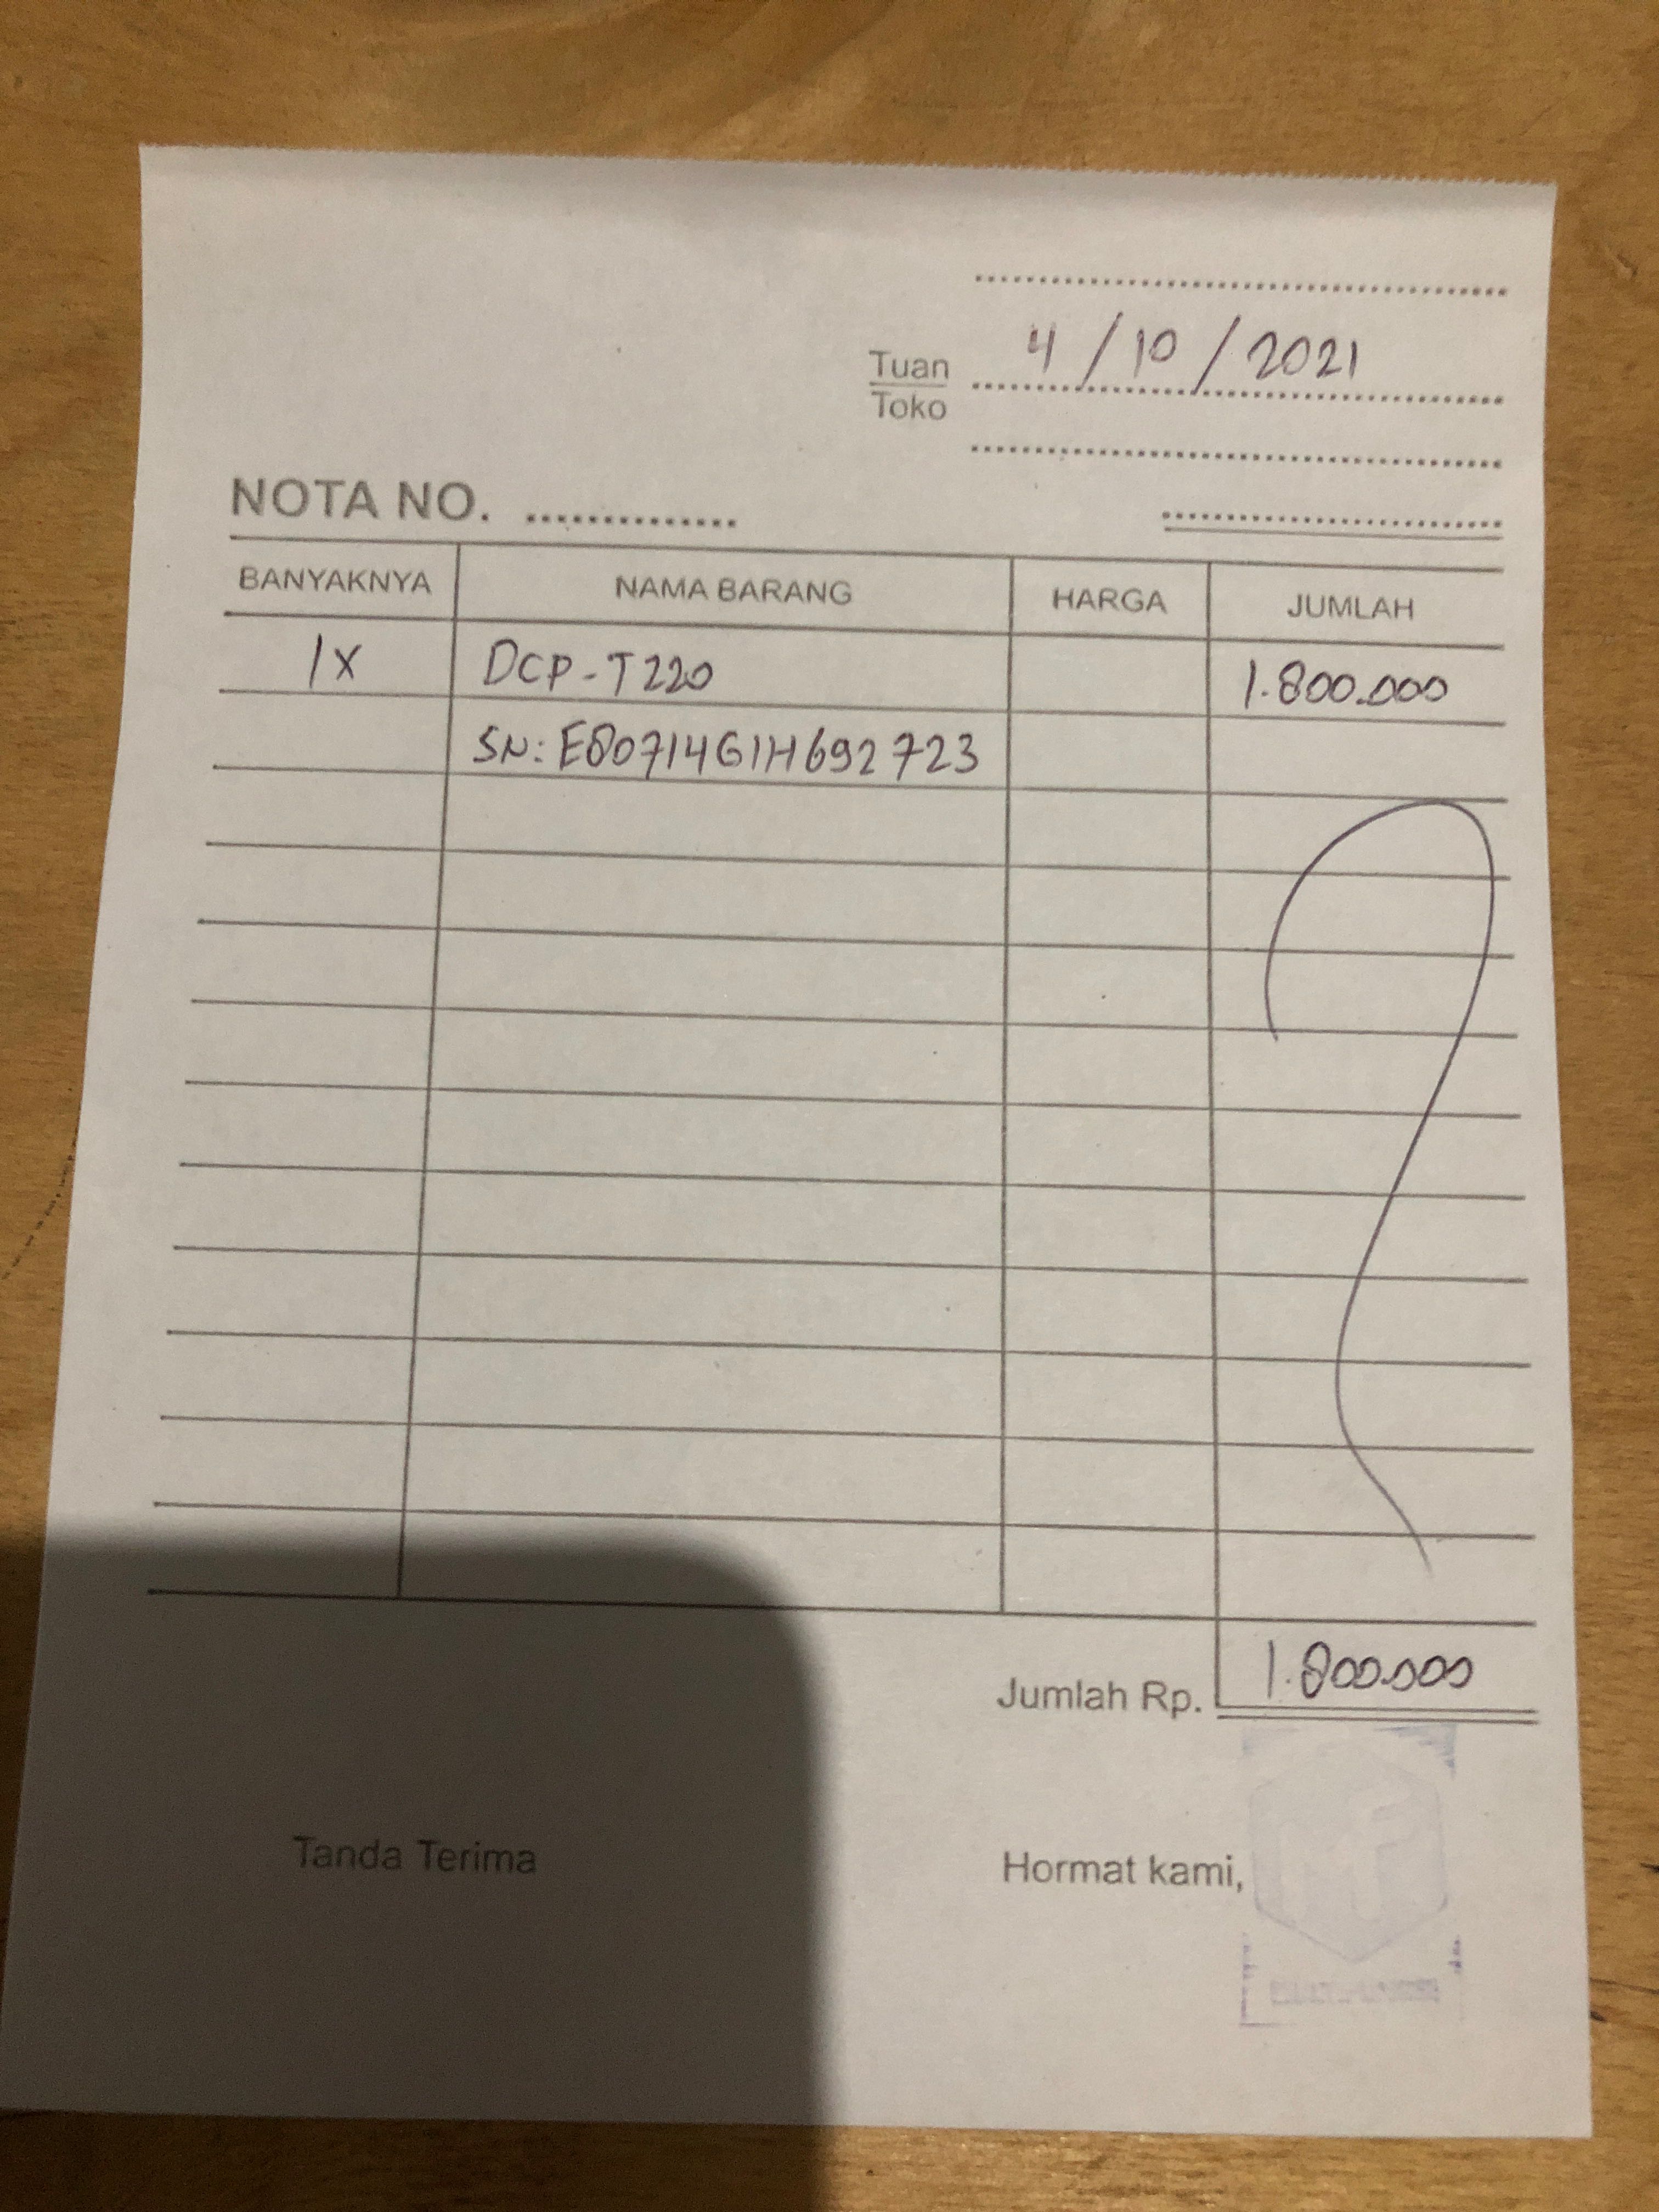 4/10/2021
Tuan
Toko
NOTA NO.
BANYAKNYA NAMA BARANG HARGA JUMLAH
1x DCP-T220 1.800.000
SN: E80714G1H692723
Jumlah Rp. 1.800.000
Tanda Terima Hormat kami,